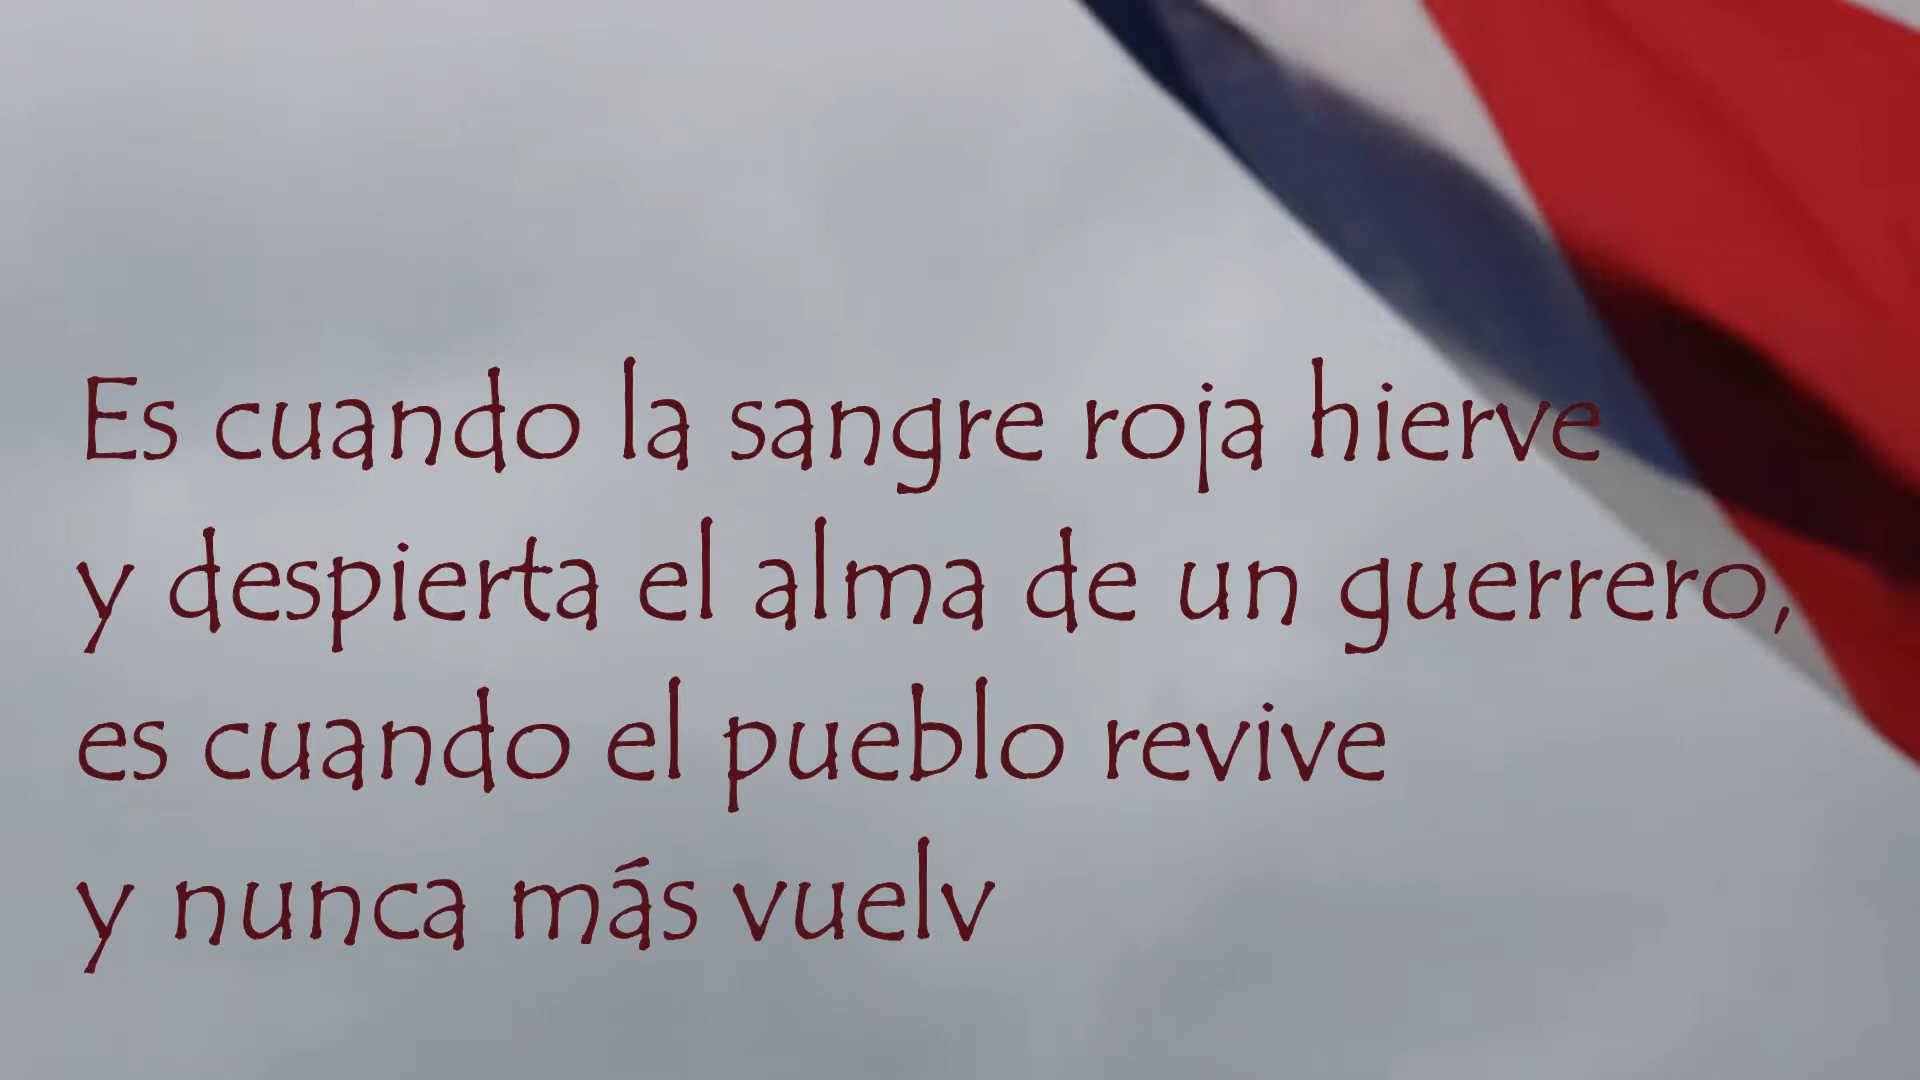 Es cuando la sangre roja hierve
y despierta el alma de un guerrero,
es cuando el pueblo revive
y nunca más vuelv